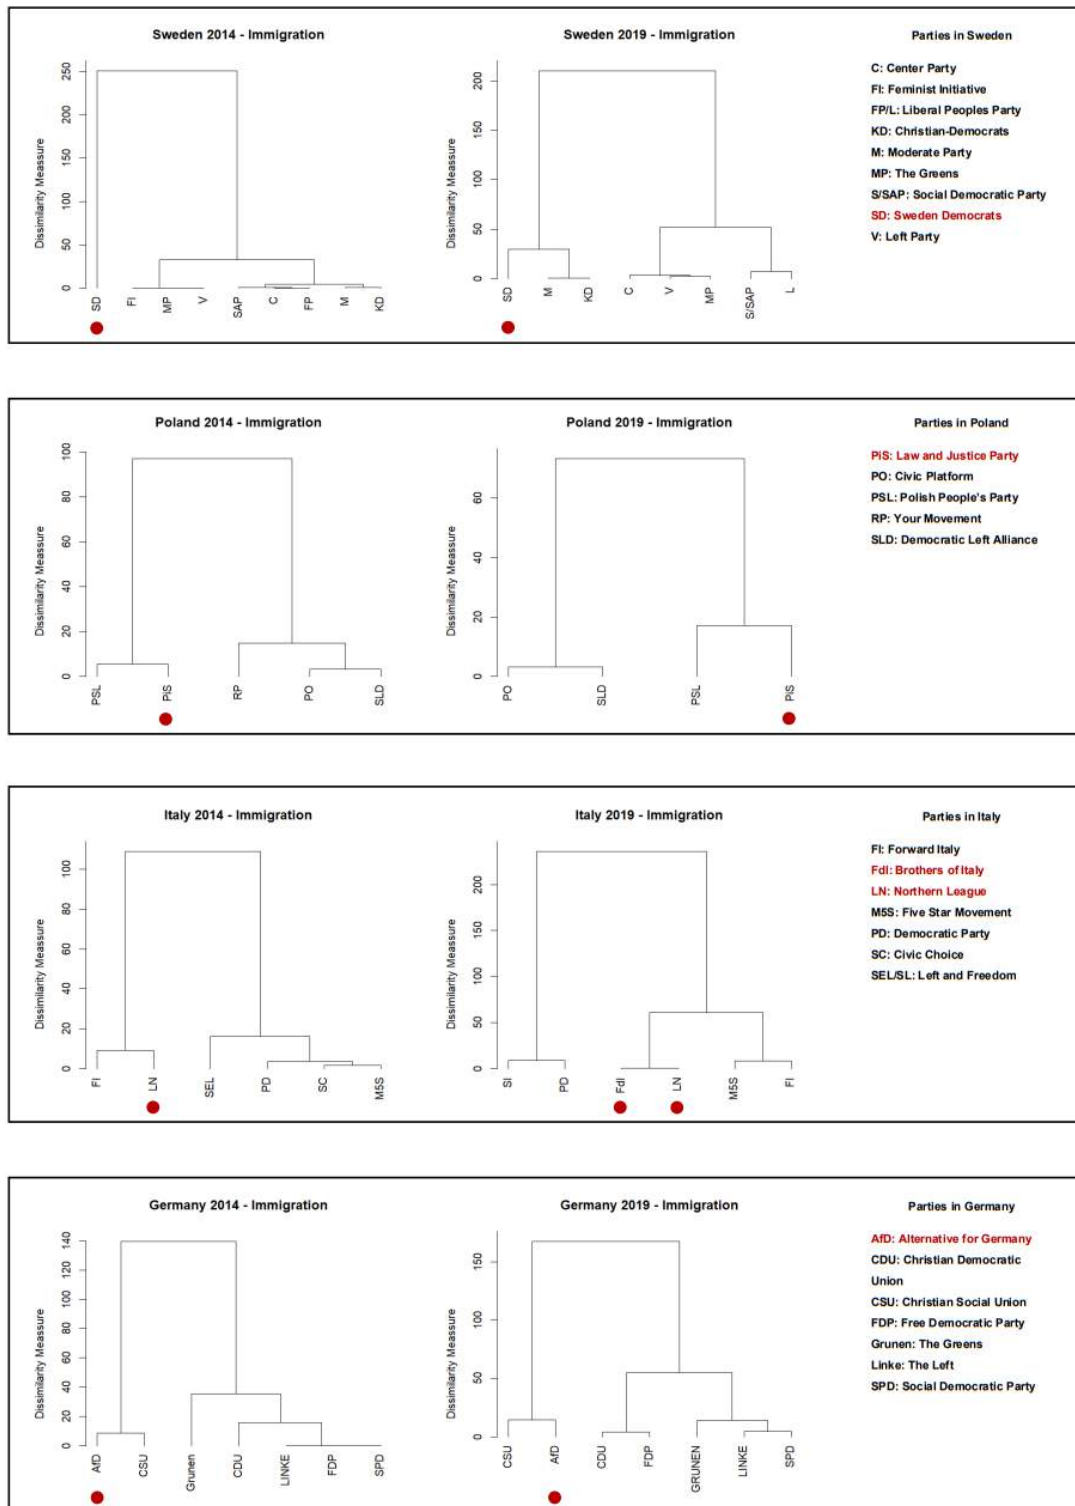 Sweden 2014 - Immigration
Dissimilarity Meassure
250
200
150
100
50
0
SD
FI
MP
V
SAP
C
FP
M
KD
Sweden 2019 - Immigration
Dissimilarity Meassure
200
150
100
50
0
SD
M
KD
C
V
MP
S/SAP
L
Parties in Sweden
C: Center Party
FI: Feminist Initiative
FP/L: Liberal Peoples Party
KD: Christian-Democrats
M: Moderate Party
MP: The Greens
S/SAP: Social Democratic Party
SD: Sweden Democrats
V: Left Party
Poland 2014 - Immigration
Dissimilarity Meassure
100
80
60
40
20
0
PSL
PiS
RP
PO
SLD
Poland 2019 - Immigration
Dissimilarity Meassure
60
40
20
0
PO
SLD
PSL
PiS
Parties in Poland
PiS: Law and Justice Party
PO: Civic Platform
PSL: Polish People's Party
RP: Your Movement
SLD: Democratic Left Alliance
Italy 2014 - Immigration
Dissimilarity Meassure
100
80
60
40
20
0
FI
LN
SEL
PD
SC
M5S
Italy 2019 - Immigration
Dissimilarity Meassure
200
150
100
50
0
SI
PD
FdI
LN
M5S
FI
Parties in Italy
FI: Forward Italy
FdI: Brothers of Italy
LN: Northern League
M5S: Five Star Movement
PD: Democratic Party
SC: Civic Choice
SEL/SL: Left and Freedom
Germany 2014 - Immigration
Dissimilarity Meassure
140
120
100
80
60
40
20
0
AfD
CSU
Grunen
CDU
LINKE
FDP
SPD
Germany 2019 - Immigration
Dissimilarity Meassure
150
100
50
0
CSU
AfD
CDU
FDP
GRUNEN
LINKE
SPD
Parties in Germany
AfD: Alternative for Germany
CDU: Christian Democratic
Union
CSU: Christian Social Union
FDP: Free Democratic Party
Grunen: The Greens
Linke: The Left
SPD: Social Democratic Party